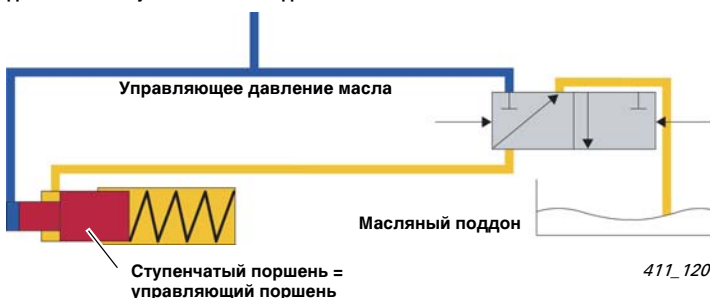 Управляющее давление масла
Масляный поддон
Ступенчатый поршень =
управляющий поршень
411_120